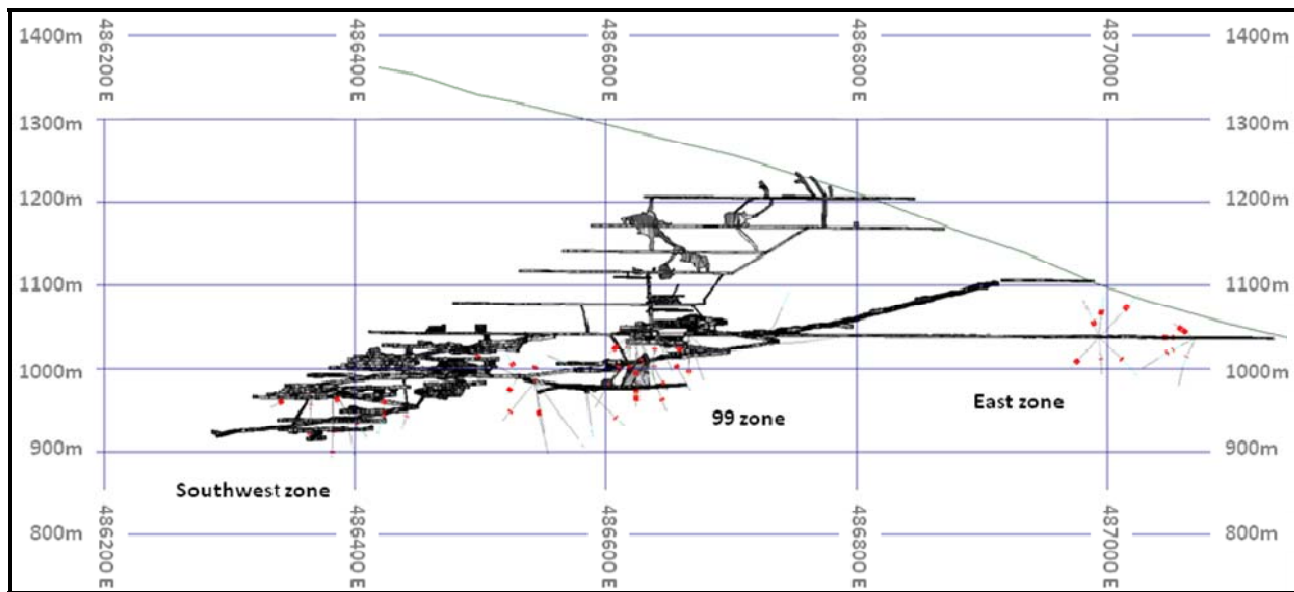 1400m 486200 E 486400 E 486600 E 486800 E 487000 E 1400m
1300m 1300m
1200m 1200m
1100m 1100m
1000m 1000m
East zone
99 zone
900m 900m
Southwest zone
800m 486200 E 486400 E 486600 E 486800 E 487000 E 800m